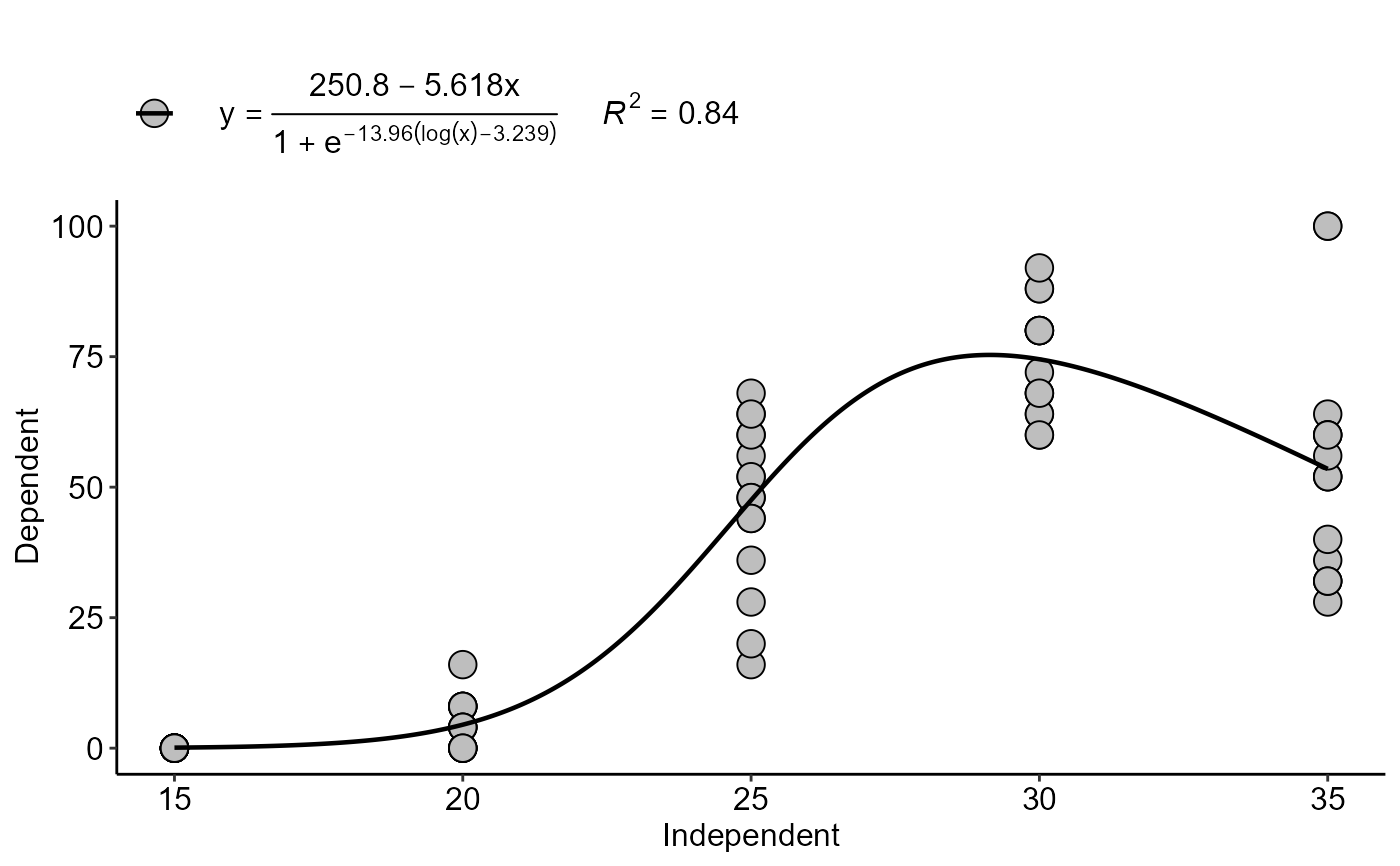 y = (250.8 − 5.618x) / (1 + e^(−13.96(log(x)−3.239))) R² = 0.84
100
75
50
25
0
Dependent
15 20 25 30 35
Independent